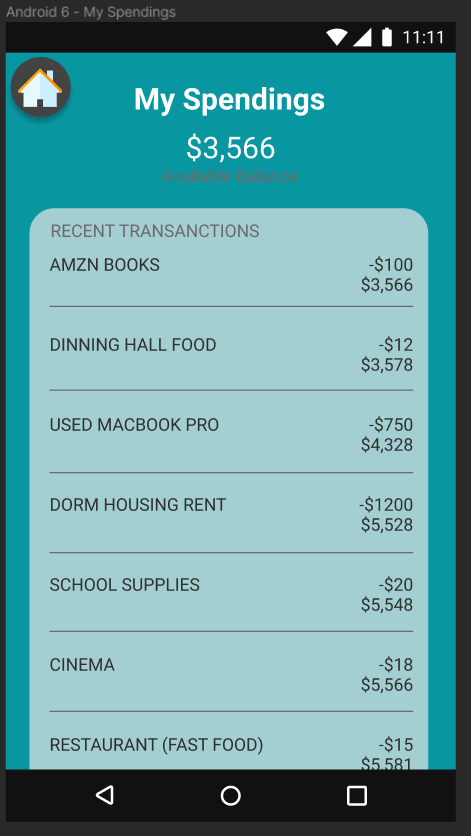 Android 6 - My Spendings
11:11
My Spendings
$3,566
Available Balance
RECENT TRANSANCTIONS
AMZN BOOKS -$100
$3,566
DINNING HALL FOOD -$12
$3,578
USED MACBOOK PRO -$750
$4,328
DORM HOUSING RENT -$1200
$5,528
SCHOOL SUPPLIES -$20
$5,548
CINEMA -$18
$5,566
RESTAURANT (FAST FOOD) -$15
$5,581